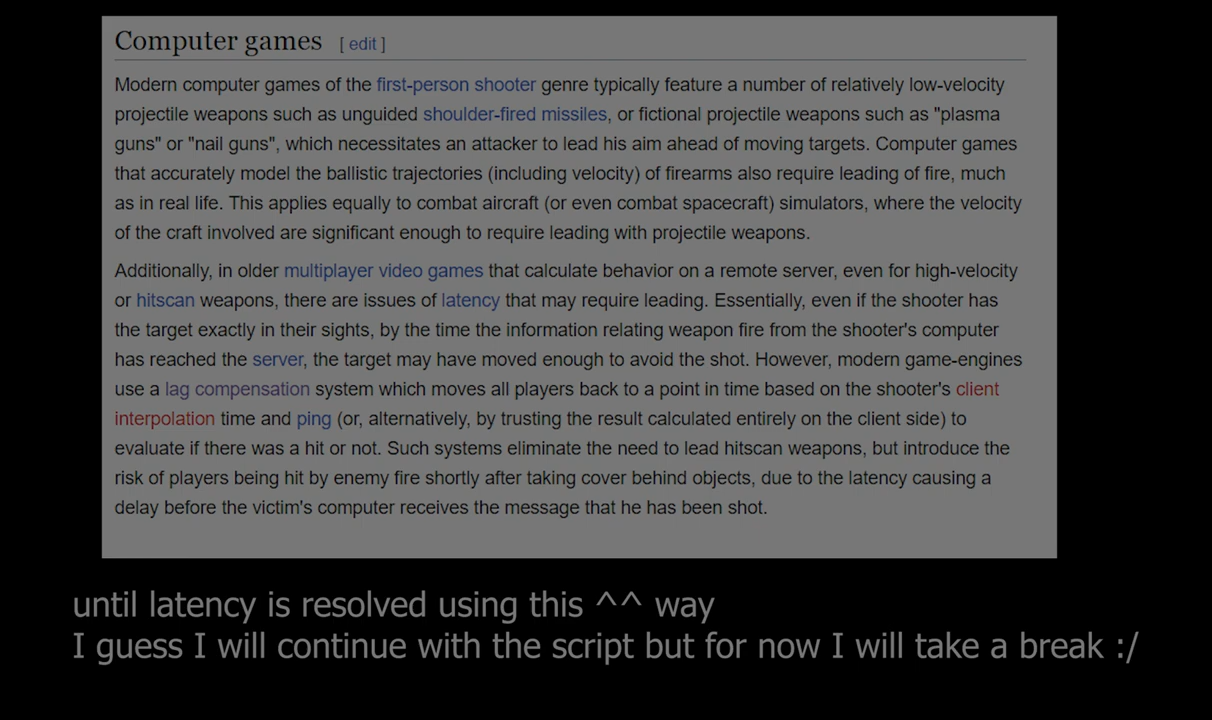 Computer games [ edit ]
Modern computer games of the first-person shooter genre typically feature a number of relatively low-velocity
projectile weapons such as unguided shoulder-fired missiles, or fictional projectile weapons such as "plasma
guns" or "nail guns", which necessitates an attacker to lead his aim ahead of moving targets. Computer games
that accurately model the ballistic trajectories (including velocity) of firearms also require leading of fire, much
as in real life. This applies equally to combat aircraft (or even combat spacecraft) simulators, where the velocity
of the craft involved are significant enough to require leading with projectile weapons.
Additionally, in older multiplayer video games that calculate behavior on a remote server, even for high-velocity
or hitscan weapons, there are issues of latency that may require leading. Essentially, even if the shooter has
the target exactly in their sights, by the time the information relating weapon fire from the shooter's computer
has reached the server, the target may have moved enough to avoid the shot. However, modern game-engines
use a lag compensation system which moves all players back to a point in time based on the shooter's client
interpolation time and ping (or, alternatively, by trusting the result calculated entirely on the client side) to
evaluate if there was a hit or not. Such systems eliminate the need to lead hitscan weapons, but introduce the
risk of players being hit by enemy fire shortly after taking cover behind objects, due to the latency causing a
delay before the victim's computer receives the message that he has been shot.
until latency is resolved using this ^^ way
I guess I will continue with the script but for now I will take a break :/